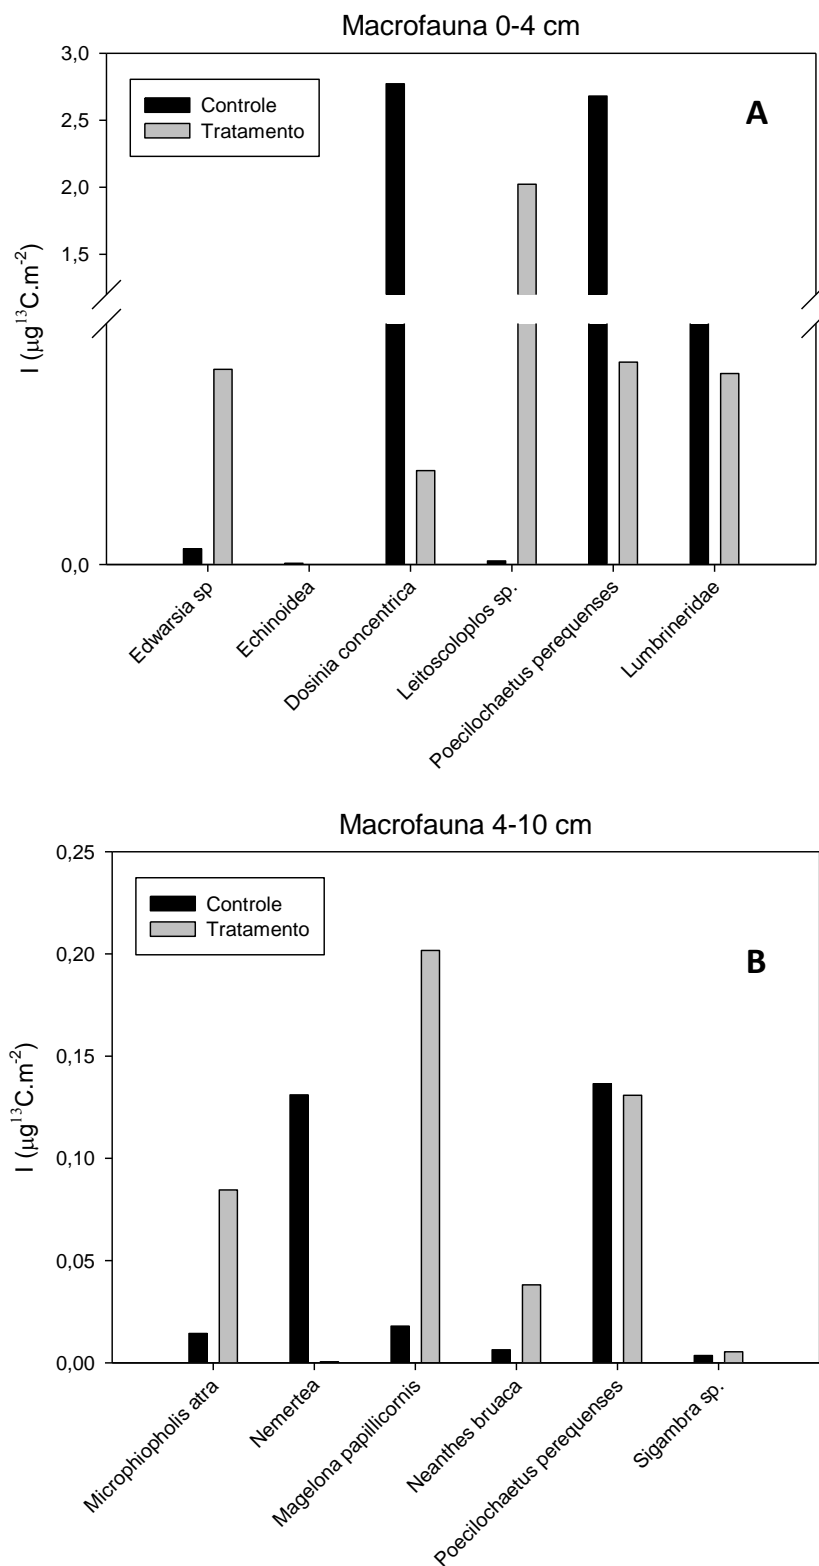 Macrofauna 0-4 cm
3,0
2,5
2,0
1,5
0,0
I (µg¹³C.m⁻²)
Controle
Tratamento
A
Edwarsia sp
Echinoidea
Dosinia concentrica
Leitoscoloplos sp.
Poecilochaetus perequenses
Lumbrineridae
Macrofauna 4-10 cm
0,25
0,20
0,15
0,10
0,05
0,00
I (µg¹³C.m⁻²)
Controle
Tratamento
B
Microphiopholis atra
Nemertea
Magelona papillicornis
Neanthes bruaca
Poecilochaetus perequenses
Sigambra sp.